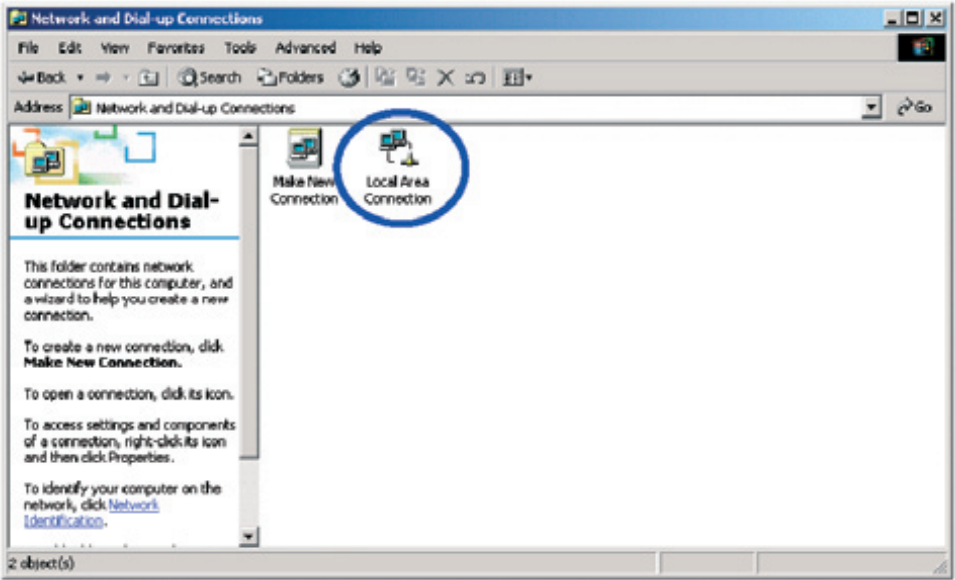 Network and Dial-up Connections
File Edit View Favorites Tools Advanced Help
Back Search Folders
Address Network and Dial-up Connections Go
Network and Dial-
up Connections
This folder contains network
connections for this computer, and
a wizard to help you create a new
connection.
To create a new connection, click
Make New Connection.
To open a connection, click its icon.
To access settings and components
of a connection, right-click its icon
and then click Properties.
To identify your computer on the
network, click Network
Identification.
Make New
Connection
Local Area
Connection
2 object(s)